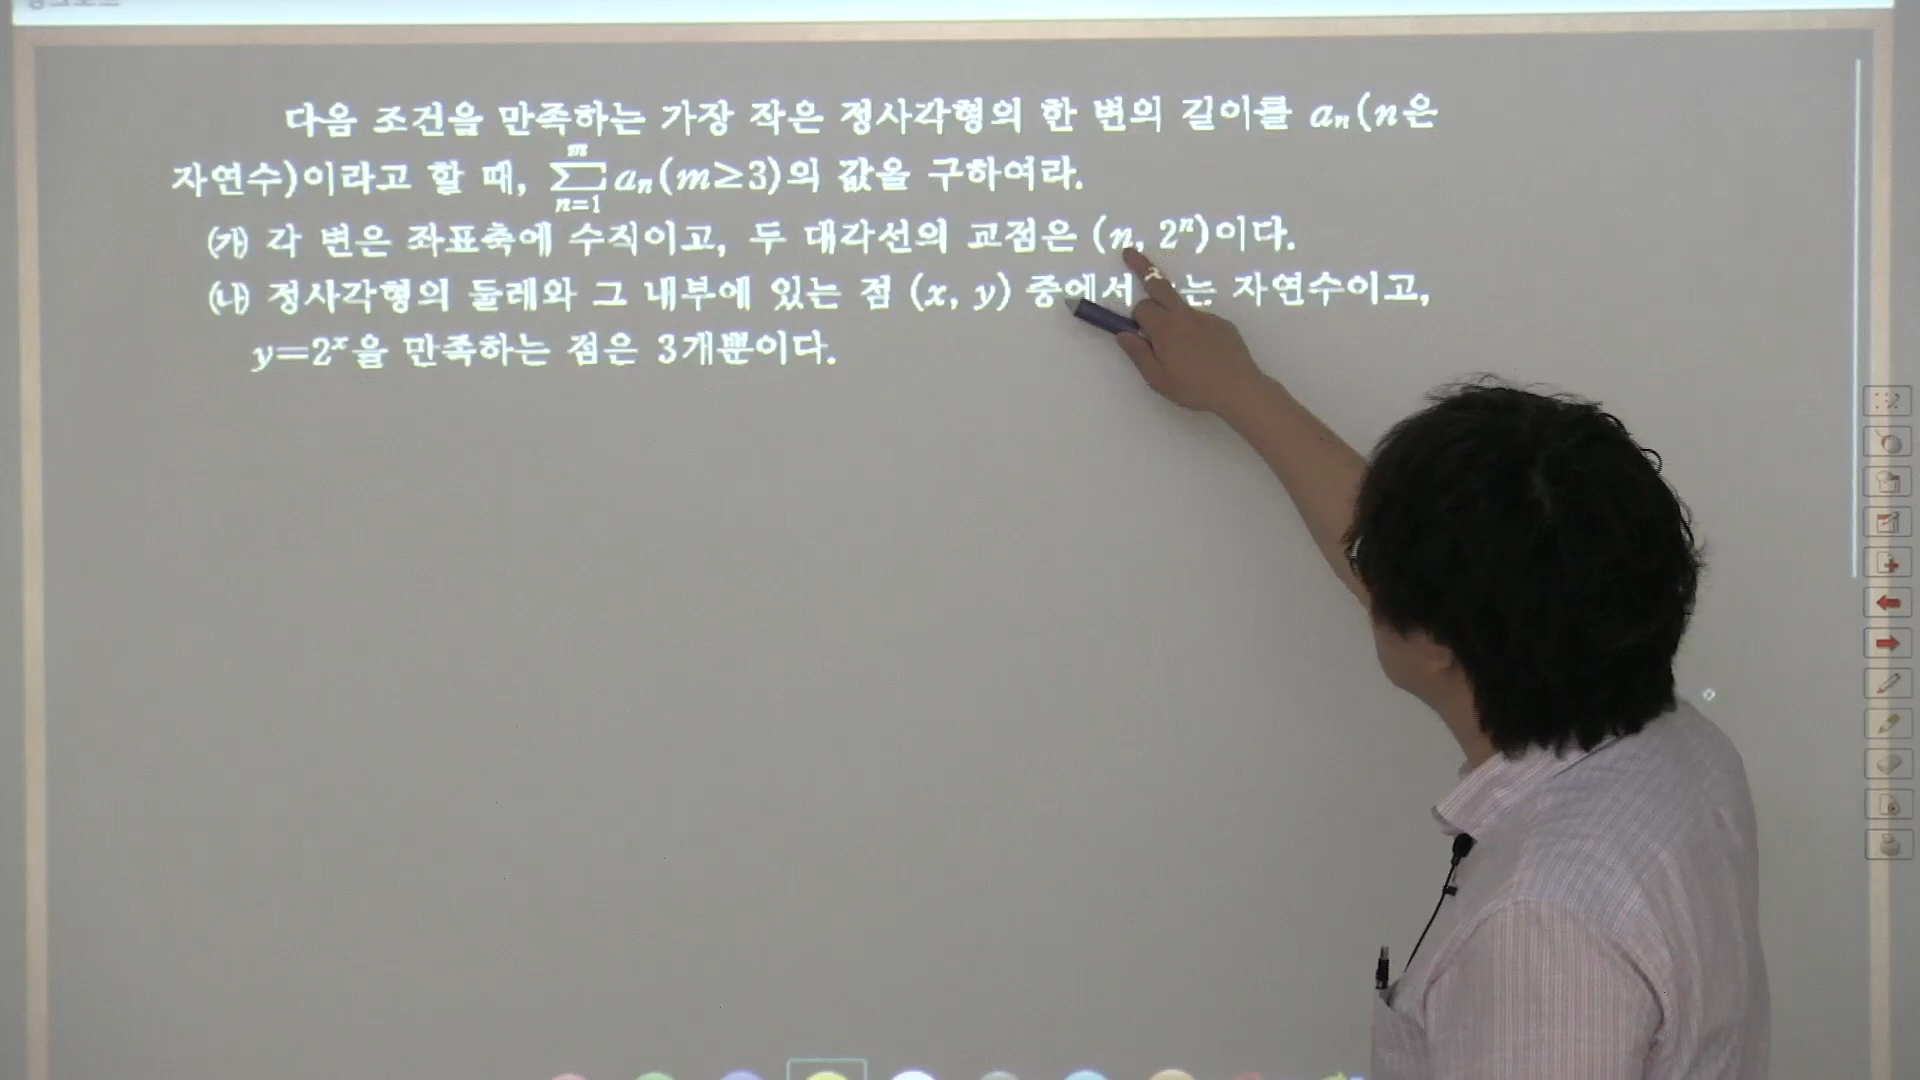 다음 조건을 만족하는 가장 작은 정사각형의 한 변의 길이를 aₙ(n은
자연수)이라고 할 때, \sum_{n=1}^{m} aₙ(m≥3)의 값을 구하여라.
㈎ 각 변은 좌표축에 수직이고, 두 대각선의 교점은 (n, 2ⁿ)이다.
㈏ 정사각형의 둘레와 그 내부에 있는 점 (x, y) 중에서 는 자연수이고,
y=2ˣ을 만족하는 점은 3개뿐이다.